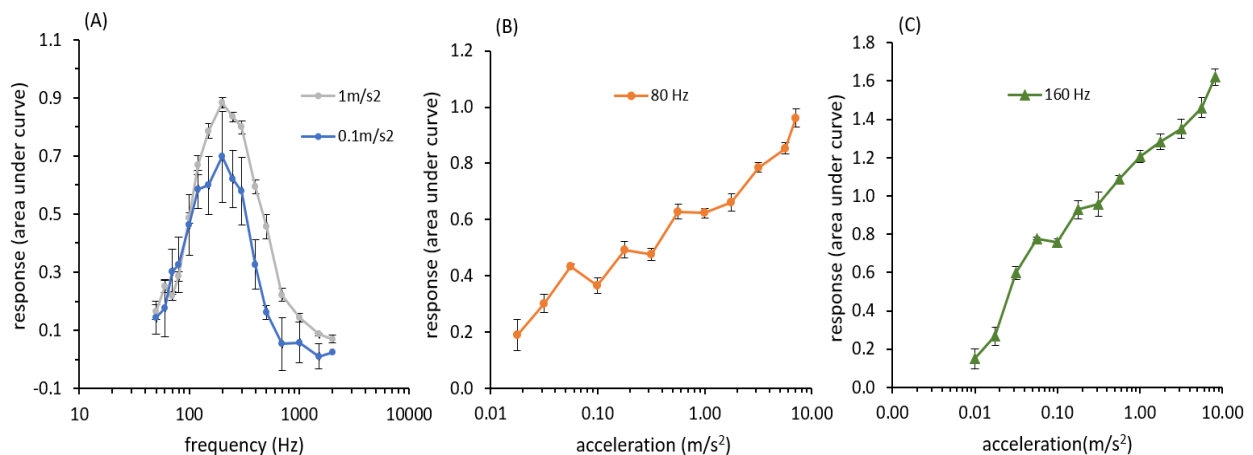 (A)
response (area under curve)
1.1
0.9
0.7
0.5
0.3
0.1
-0.1
10
100
1000
10000
frequency (Hz)
1m/s2
0.1m/s2
(B)
response (area under curve)
1.2
1.0
0.8
0.6
0.4
0.2
0.0
0.01
0.10
1.00
10.00
acceleration (m/s²)
80 Hz
(C)
response (area under curve)
1.8
1.6
1.4
1.2
1.0
0.8
0.6
0.4
0.2
0.0
0.00
0.01
0.10
1.00
10.00
acceleration(m/s²)
160 Hz